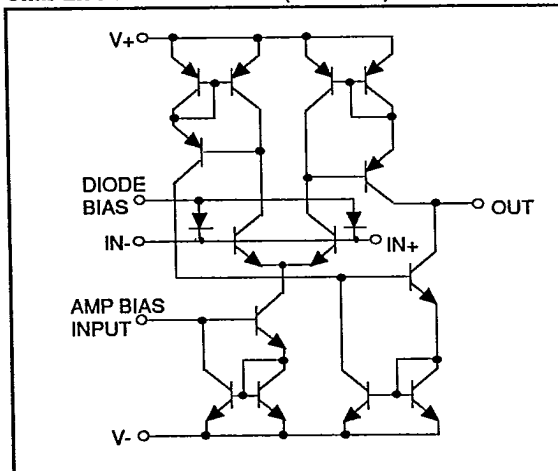 V+
DIODE
BIAS
OUT
IN-
IN+
AMP BIAS
INPUT
V-